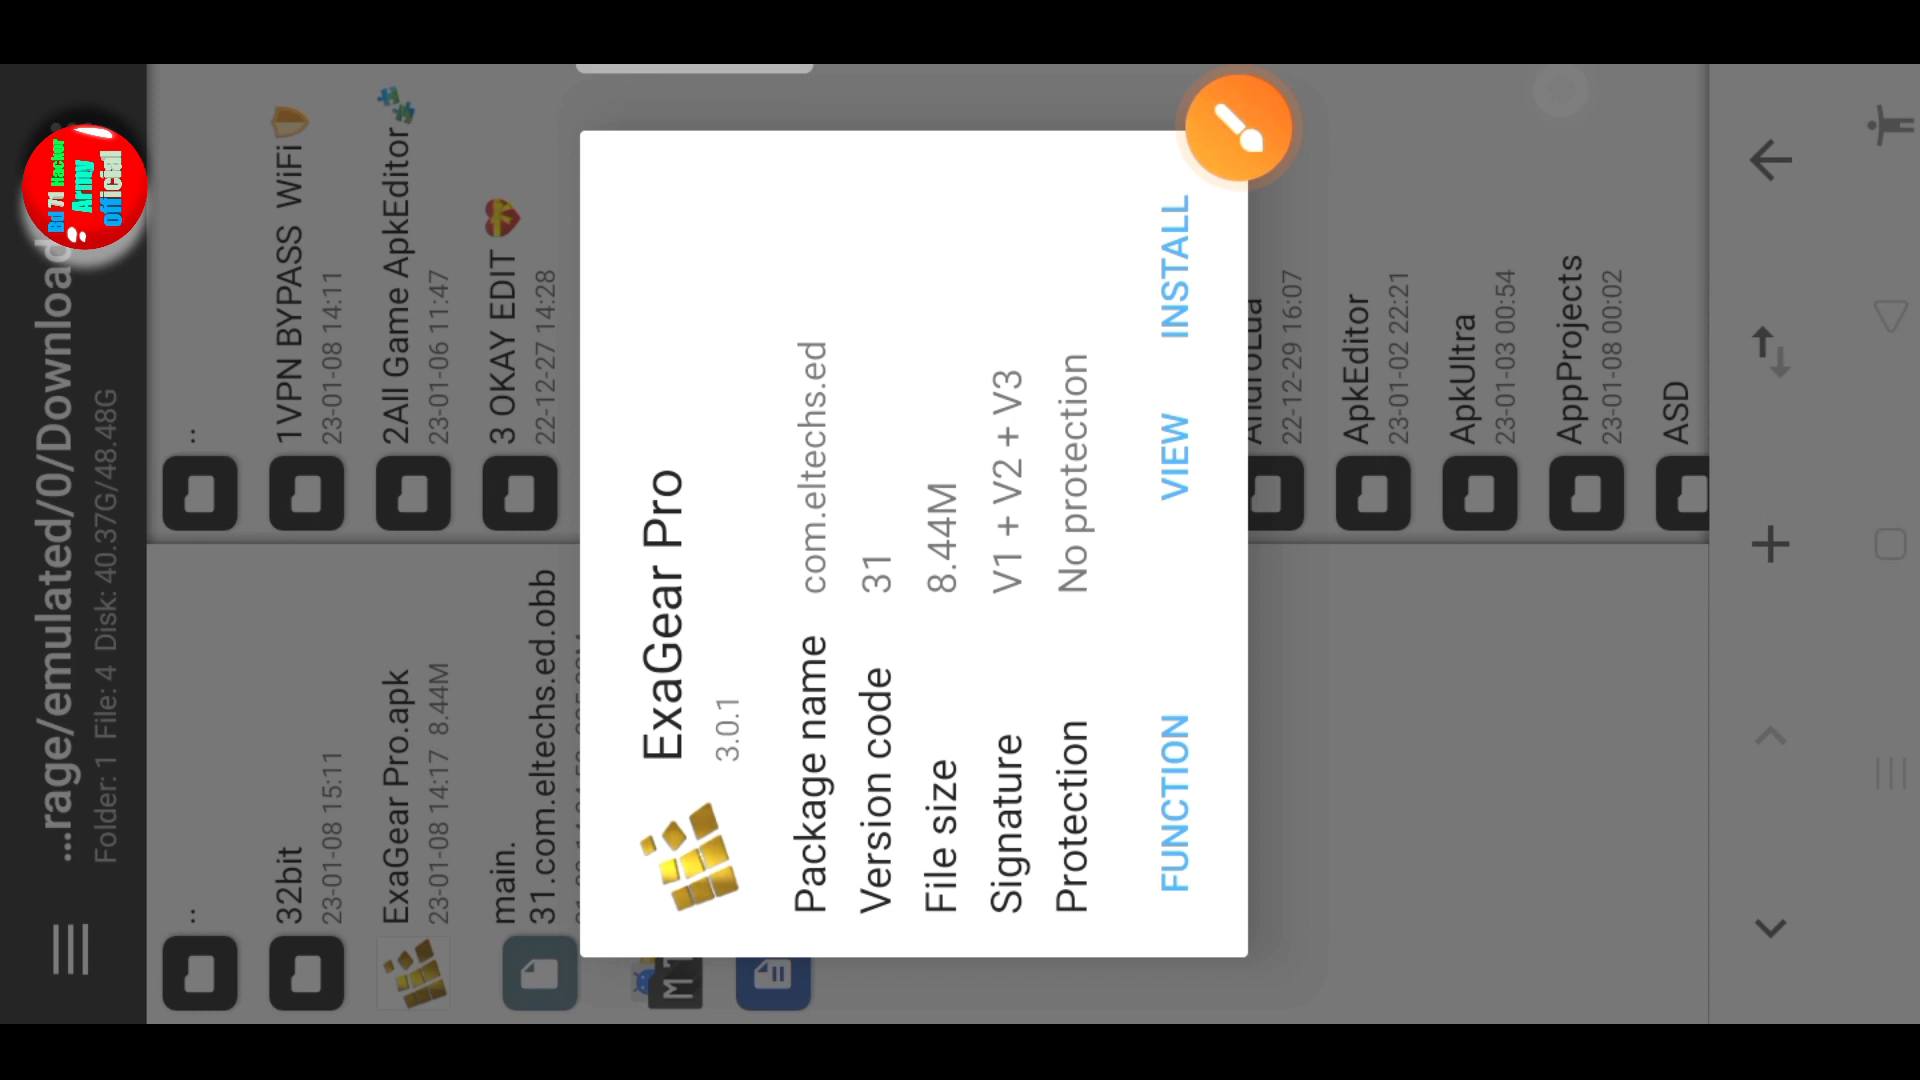 ...rage/emulated/0/Download
Folder: 1 File: 4 Disk: 40.37G/48.48G
Bd 71 Hacker
Army
Official
..
32bit
23-01-08 15:11
ExaGear Pro.apk
23-01-08 14:17 8.44M
main.
31.com.eltechs.ed.obb
MT
..
1VPN BYPASS WiFi
23-01-08 14:11
2All Game ApkEditor
23-01-06 11:47
3 OKAY EDIT
22-12-27 14:28
AndroLua
22-12-29 16:07
ApkEditor
23-01-02 22:21
ApkUltra
23-01-03 00:54
AppProjects
23-01-08 00:02
ASD
ExaGear Pro
3.0.1
Package name com.eltechs.ed
Version code 31
File size 8.44M
Signature V1 + V2 + V3
Protection No protection
FUNCTION VIEW INSTALL